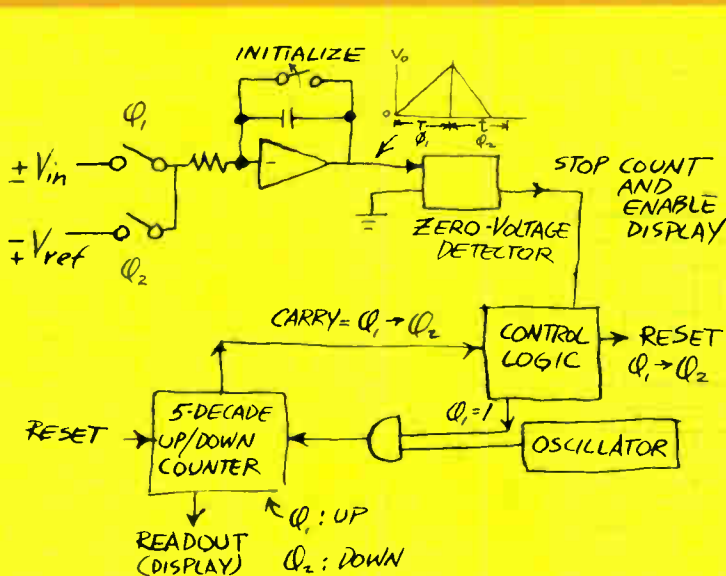 INITIALIZE
V₀
0
T
t
φ₁
φ₂
φ₁
± Vin
∓ Vref
φ₂
ZERO-VOLTAGE
DETECTOR
STOP COUNT
AND
ENABLE
DISPLAY
CARRY = φ₁ → φ₂
CONTROL
LOGIC
RESET
φ₁ → φ₂
φ₁=1
RESET
5-DECADE
UP/DOWN
COUNTER
OSCILLATOR
φ₁: UP
φ₂: DOWN
READOUT
(DISPLAY)